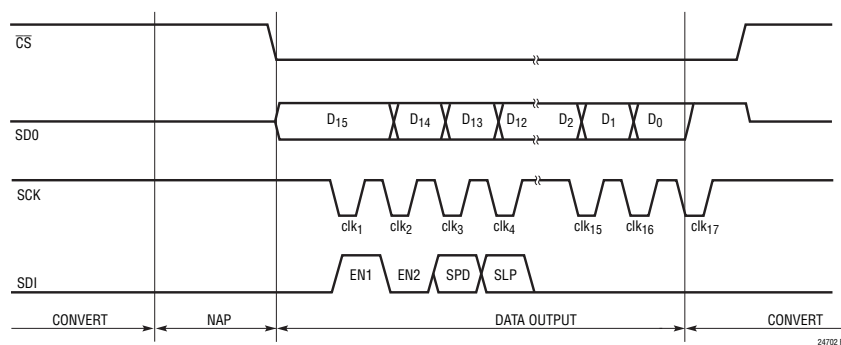 CS
D15 D14 D13 D12 D2 D1 D0
SD0
SCK
clk1 clk2 clk3 clk4 clk15 clk16 clk17
EN1 EN2 SPD SLP
SDI
CONVERT NAP DATA OUTPUT CONVERT